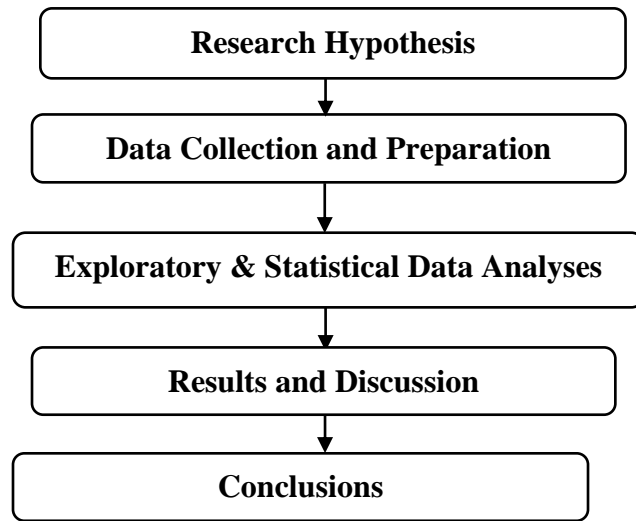 Research Hypothesis
Data Collection and Preparation
Exploratory & Statistical Data Analyses
Results and Discussion
Conclusions